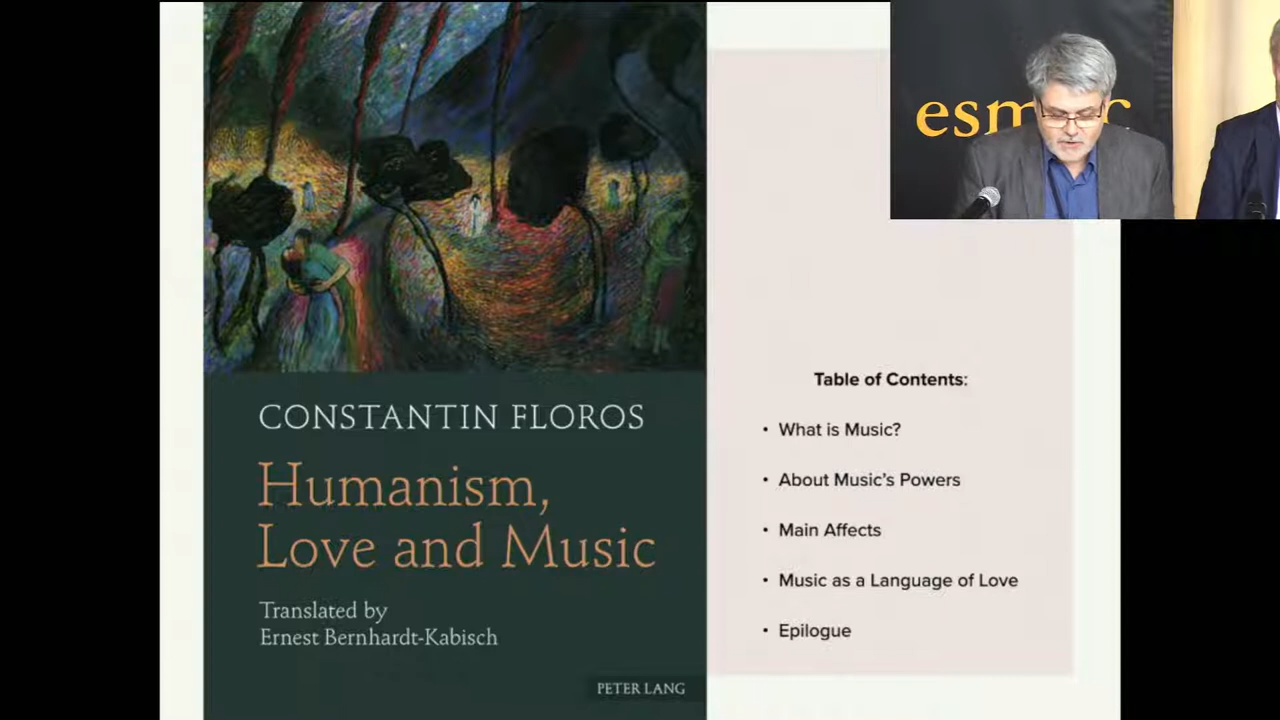 CONSTANTIN FLOROS
Humanism,
Love and Music
Translated by
Ernest Bernhardt-Kabisch
PETER LANG
Table of Contents:
• What is Music?
• About Music's Powers
• Main Affects
• Music as a Language of Love
• Epilogue